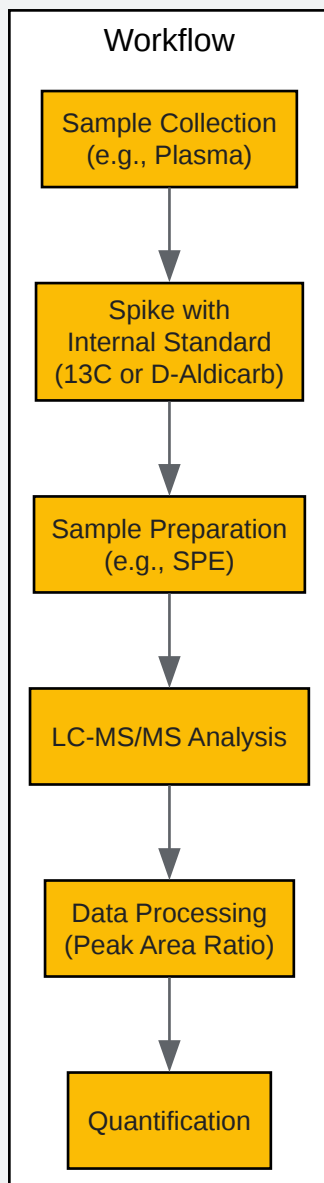 Workflow
Sample Collection
(e.g., Plasma)
Spike with
Internal Standard
(13C or D-Aldicarb)
Sample Preparation
(e.g., SPE)
LC-MS/MS Analysis
Data Processing
(Peak Area Ratio)
Quantification